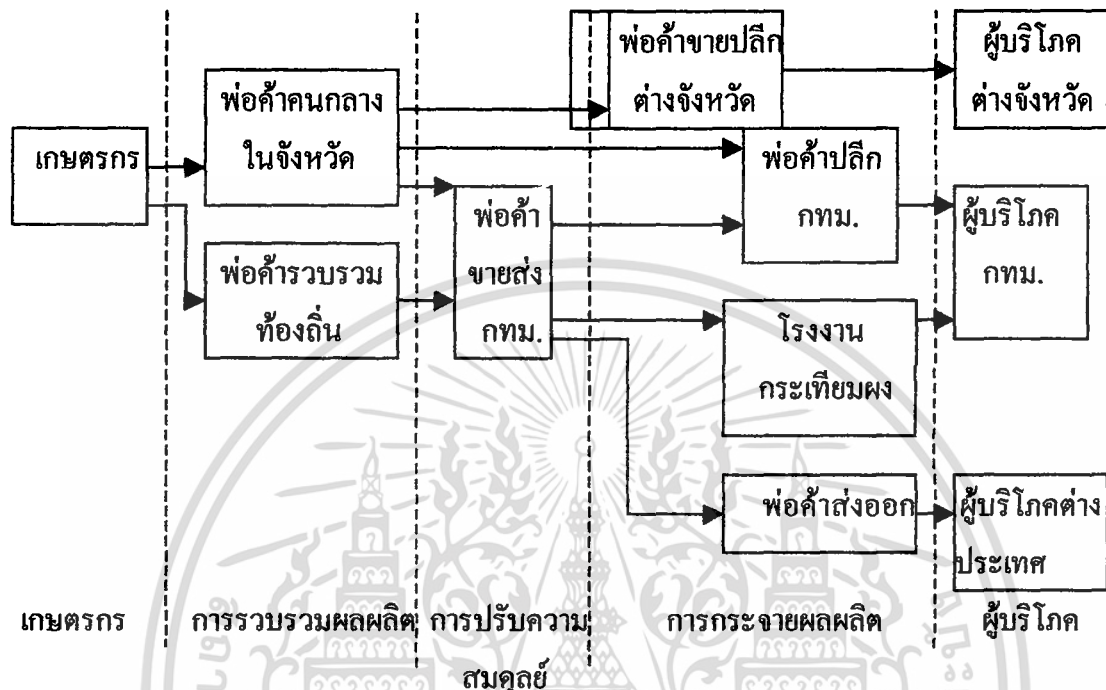 พ่อค้าขายปลีก
ต่างจังหวัด
ผู้บริโภค
ต่างจังหวัด
พ่อค้าคนกลาง
ในจังหวัด
เกษตรกร
พ่อค้าปลีก
กทม.
พ่อค้า
ขายส่ง
กทม.
ผู้บริโภค
กทม.
พ่อค้ารวบรวม
ท้องถิ่น
โรงงาน
กระเทียมผง
พ่อค้าส่งออก
ผู้บริโภคต่าง
ประเทศ
เกษตรกร
การรวบรวมผลผลิต
การปรับความ
สมดุลย์
การกระจายผลผลิต
ผู้บริโภค